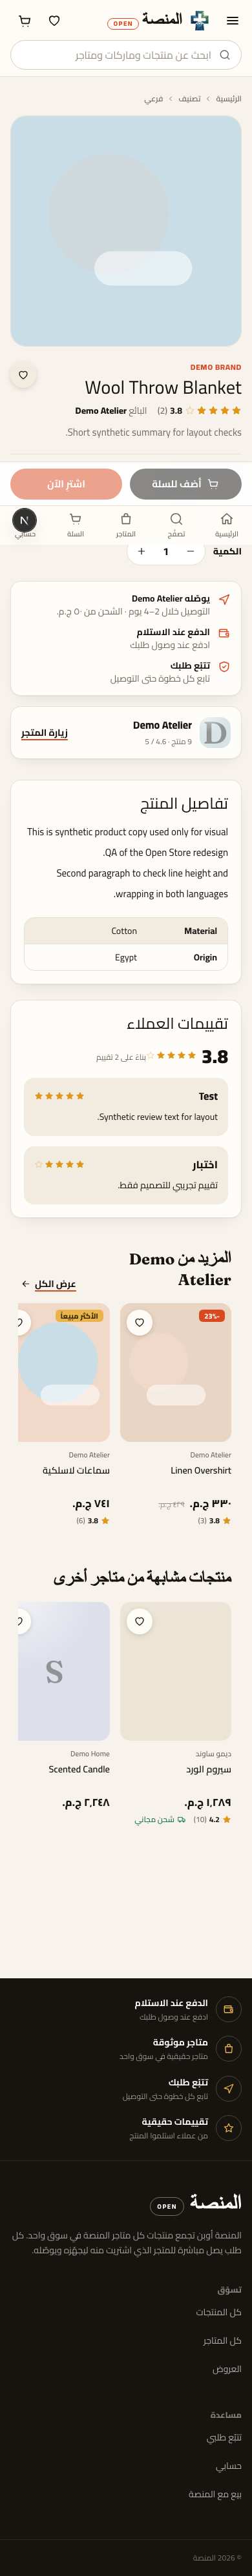 المنصة OPEN
ابحث عن منتجات وماركات ومتاجر
الرئيسية › تصنيف › فرعي
DEMO BRAND
Wool Throw Blanket
3.8 (2) البائع Demo Atelier
Short synthetic summary for layout checks.
أضف للسلة
اشترِ الآن
الرئيسية
تصفّح
المتاجر
السلة
حسابي
N
الكمية
− 1 +
يوصّله Demo Atelier
التوصيل خلال 2–4 يوم · الشحن من ٥٠ ج.م.
الدفع عند الاستلام
ادفع عند وصول طلبك
تتبّع طلبك
تابع كل خطوة حتى التوصيل
D
Demo Atelier
9 منتج · 4.6 / 5
زيارة المتجر
تفاصيل المنتج
This is synthetic product copy used only for visual
QA of the Open Store redesign.
Second paragraph to check line height and
wrapping in both languages.
Material Cotton
Origin Egypt
تقييمات العملاء
3.8 بناءً على 2 تقييم
Test
Synthetic review text for layout.
اختبار
تقييم تجريبي للتصميم فقط.
المزيد من Demo
Atelier
عرض الكل
-23%
الأكثر مبيعاً
Demo Atelier
Linen Overshirt
٣٣٠ ج.م.
3.8 (3)
Demo Atelier
سماعات لاسلكية
٧٤١ ج.م.
3.8 (6)
منتجات مشابهة من متاجر أخرى
S
ديمو ساوند
سيروم الورد
١٬٢٨٩ ج.م.
4.2 (10) شحن مجاني
Demo Home
Scented Candle
٢٬٢٤٨ ج.م.
الدفع عند الاستلام
ادفع عند وصول طلبك
متاجر موثوقة
متاجر حقيقية في سوق واحد
تتبّع طلبك
تابع كل خطوة حتى التوصيل
تقييمات حقيقية
من عملاء استلموا المنتج
المنصة OPEN
المنصة أوبن تجمع منتجات كل متاجر المنصة في سوق واحد. كل
طلب يصل مباشرة للمتجر الذي اشتريت منه ليجهّزه ويوصّله.
تسوّق
كل المنتجات
كل المتاجر
العروض
مساعدة
تتبّع طلبي
حسابي
بيع مع المنصة
© 2026 المنصة